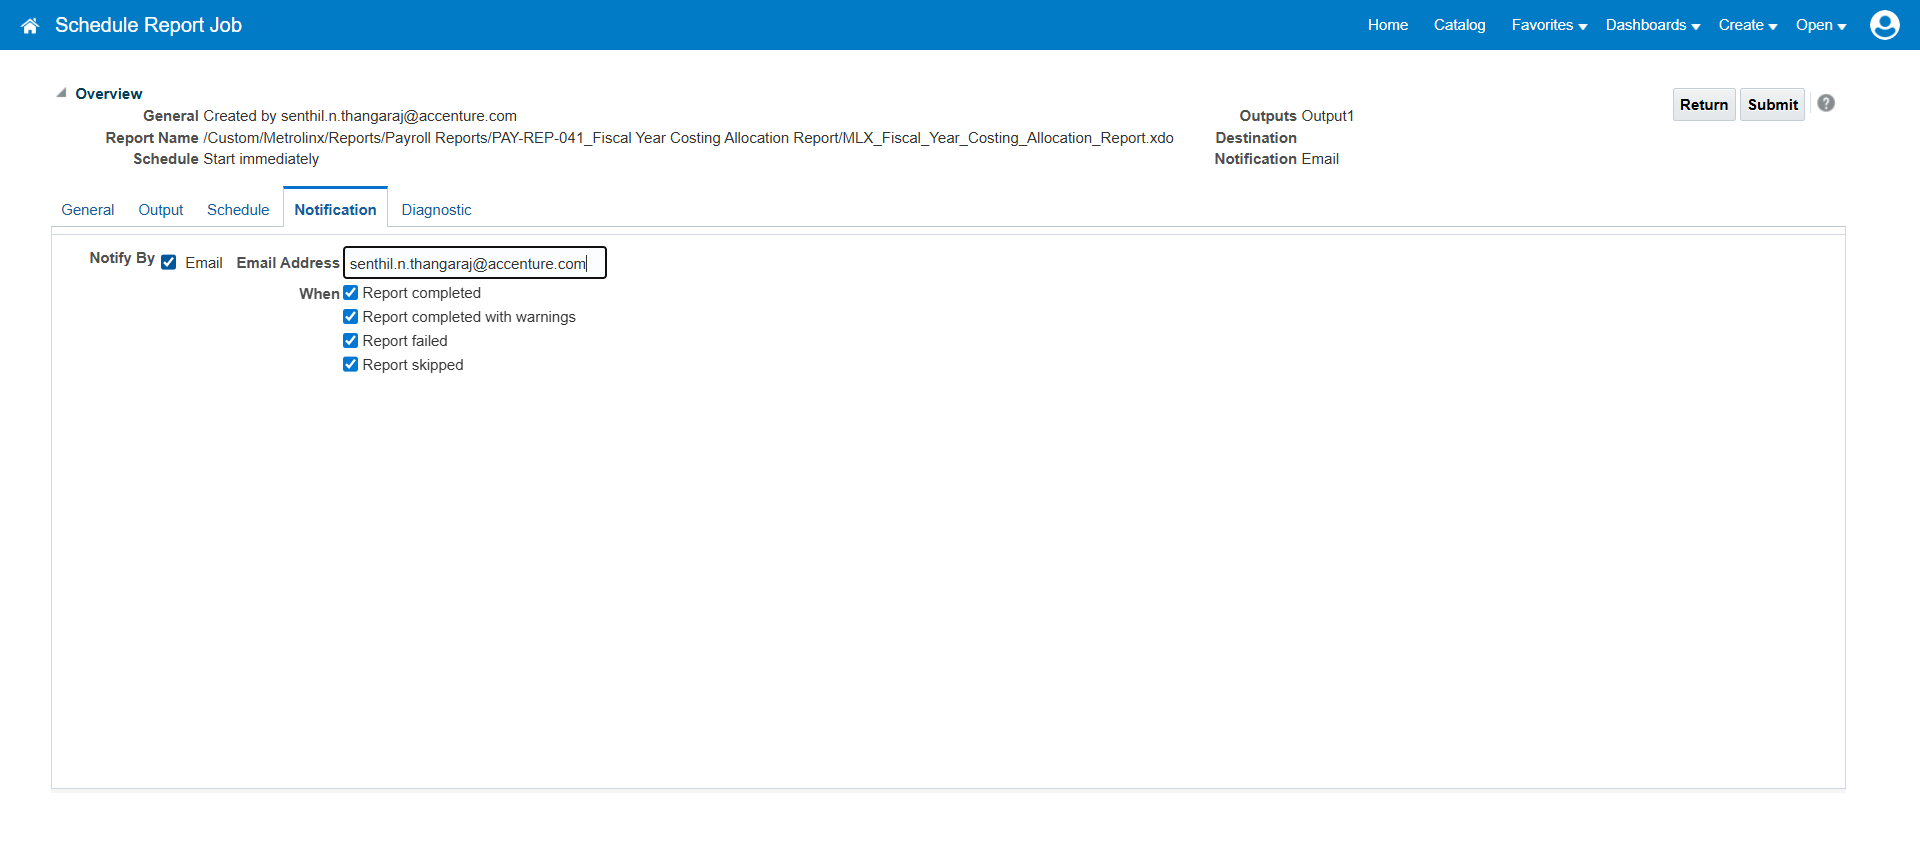 Schedule Report Job
Home Catalog Favorites Dashboards Create Open
Overview
General Created by senthil.n.thangaraj@accenture.com
Report Name /Custom/Metrolinx/Reports/Payroll Reports/PAY-REP-041_Fiscal Year Costing Allocation Report/MLX_Fiscal_Year_Costing_Allocation_Report.xdo
Schedule Start immediately
Outputs Output1
Destination
Notification Email
Return Submit ?
General Output Schedule Notification Diagnostic
Notify By Email Email Address senthil.n.thangaraj@accenture.com
When Report completed
Report completed with warnings
Report failed
Report skipped